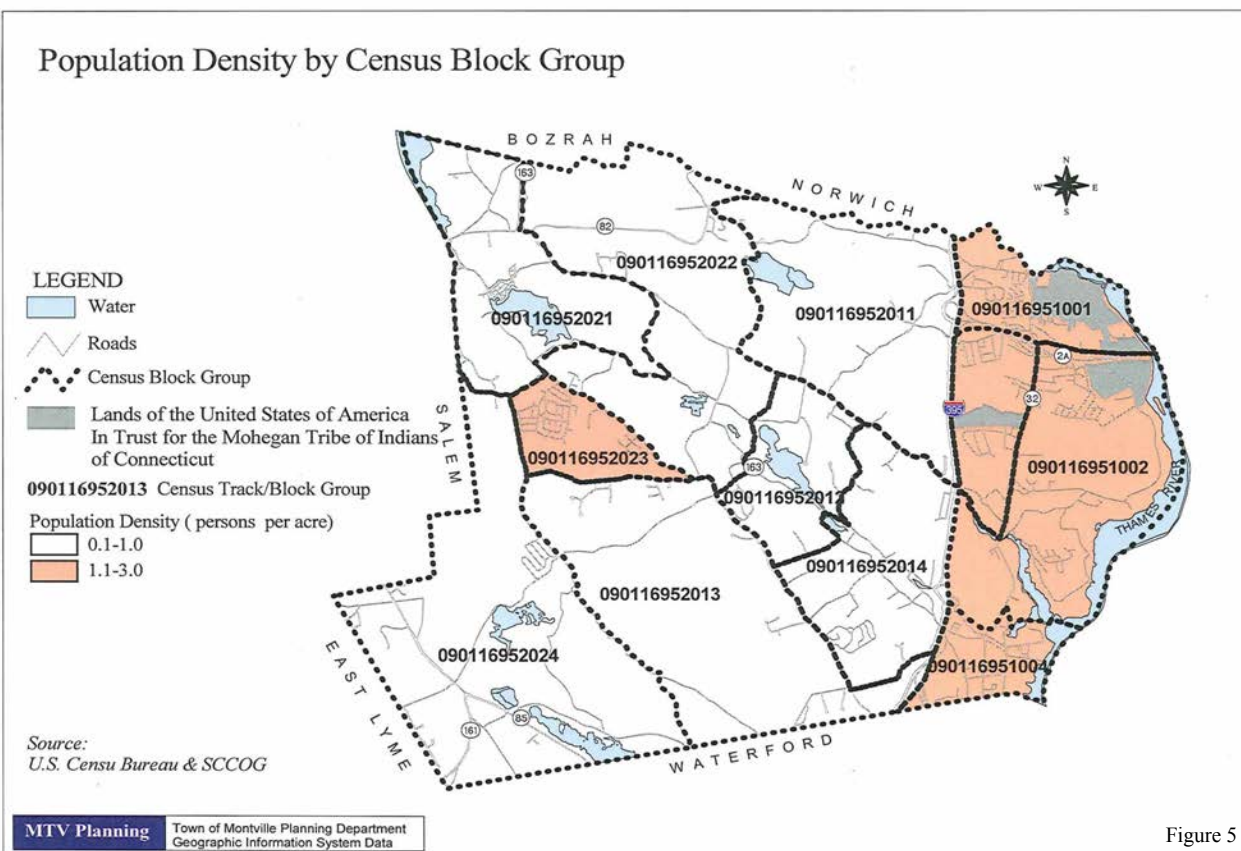 Population Density by Census Block Group
BOZRAH
NORWICH
N
W E
S
163
82
090116952022
LEGEND
Water
Roads
Census Block Group
Lands of the United States of America
In Trust for the Mohegan Tribe of Indians
of Connecticut
090116952013 Census Track/Block Group
Population Density ( persons per acre)
0.1-1.0
1.1-3.0
090116952021
090116952011
090116951001
2A
32
395
SALEM
090116952023
163
090116952012
090116951002
THAMES RIVER
090116952014
090116952013
090116952024
090116951004
EAST LYME
161
85
WATERFORD
Source:
U.S. Censu Bureau & SCCOG
MTV Planning
Town of Montville Planning Department
Geographic Information System Data
Figure 5